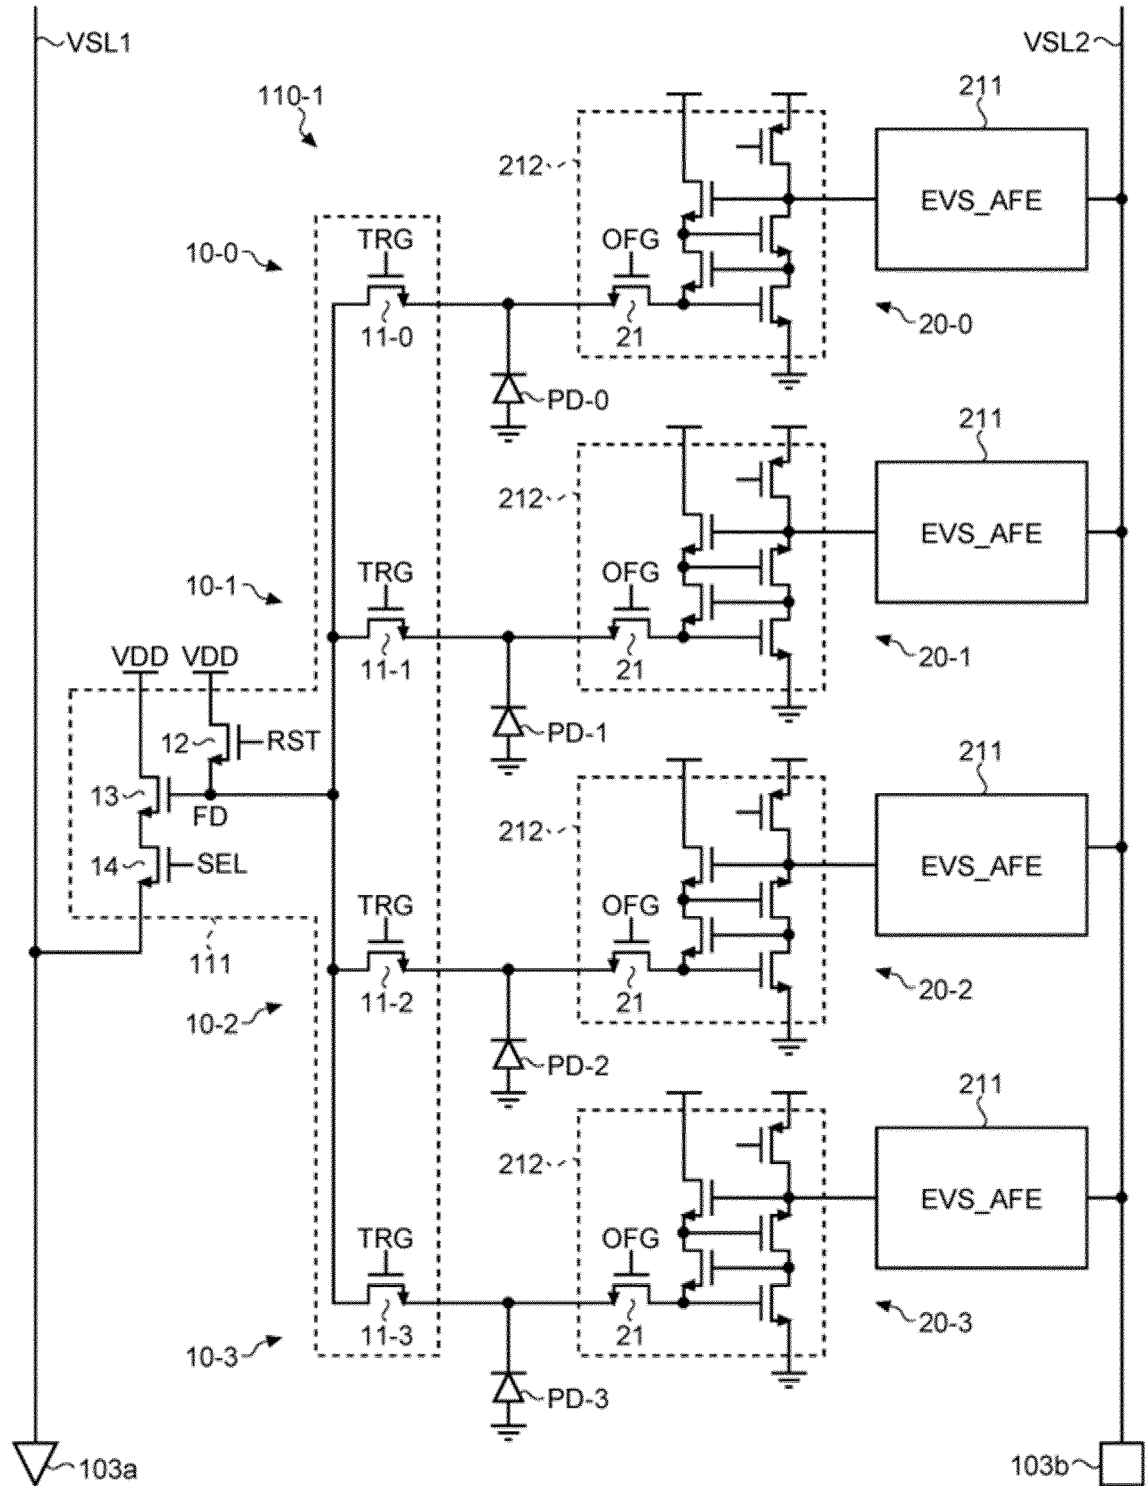 VSL1
VSL2
110-1
211
212
EVS_AFE
10-0
TRG
OFG
11-0
21
20-0
PD-0
211
212
EVS_AFE
10-1
TRG
OFG
11-1
21
20-1
VDD
VDD
PD-1
12
RST
211
13
FD
212
14
SEL
EVS_AFE
TRG
OFG
111
11-2
21
20-2
10-2
PD-2
211
212
EVS_AFE
TRG
OFG
11-3
21
20-3
10-3
PD-3
103a
103b